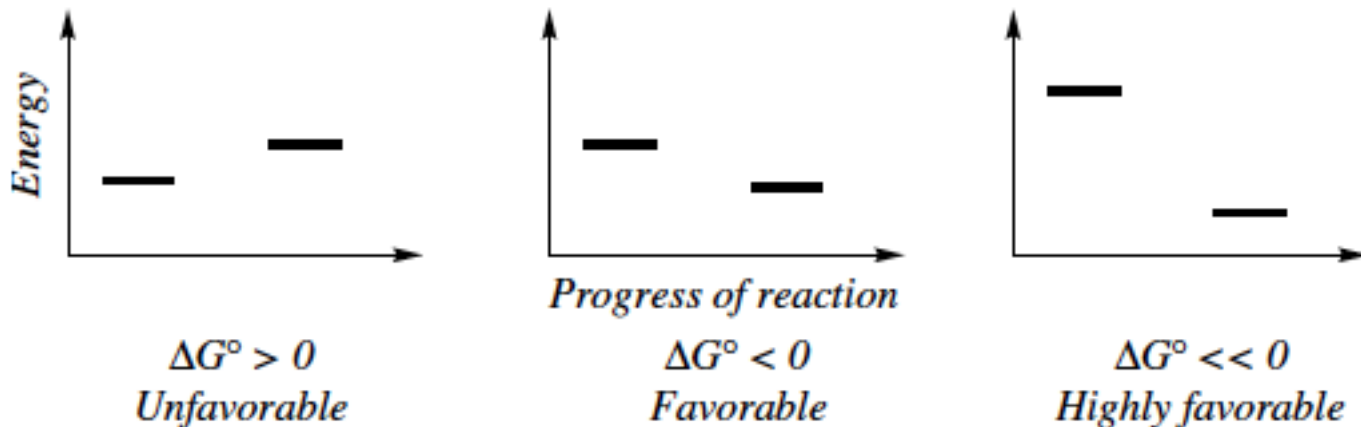 Energy
Progress of reaction
ΔG° > 0
Unfavorable
ΔG° < 0
Favorable
ΔG° << 0
Highly favorable